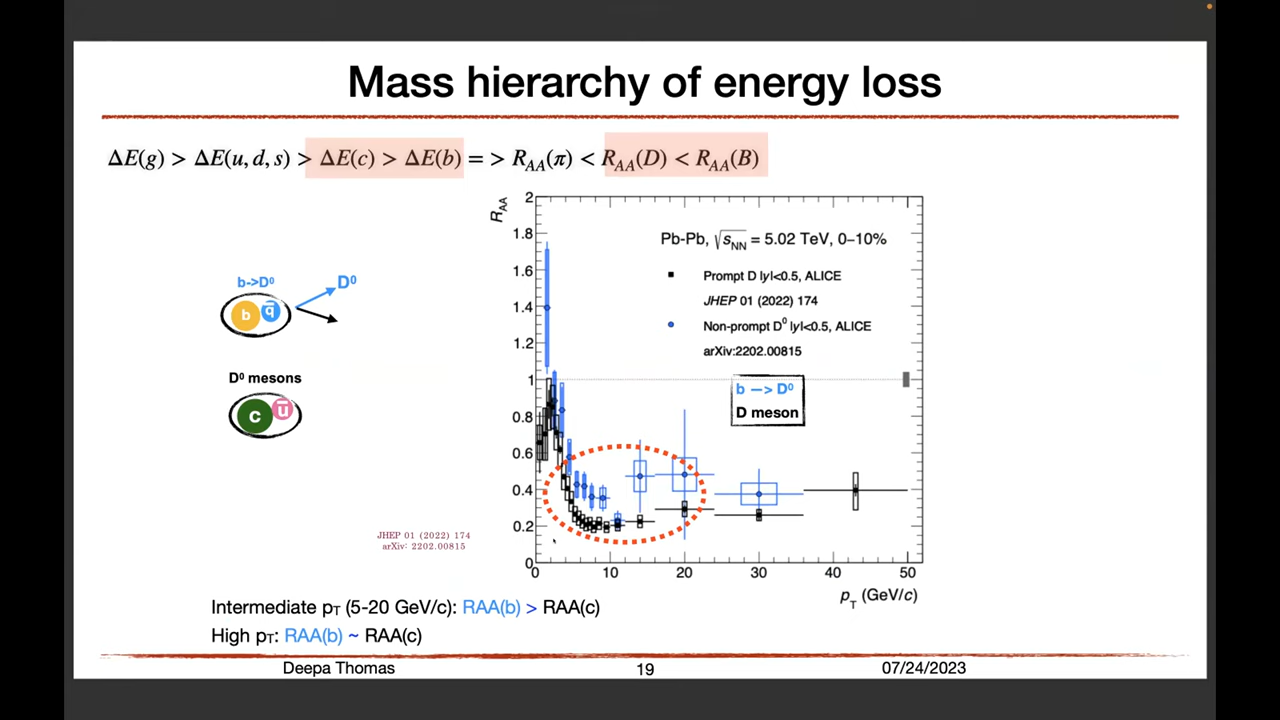 Mass hierarchy of energy loss
ΔE(g) > ΔE(u, d, s) > ΔE(c) > ΔE(b) = > R_AA(π) < R_AA(D) < R_AA(B)
b->D⁰
D⁰
b q̅
D⁰ mesons
c u̅
JHEP 01 (2022) 174
arXiv: 2202.00815
R_AA
2
1.8
1.6
1.4
1.2
1
0.8
0.6
0.4
0.2
0
0 10 20 30 40 50
p_T (GeV/c)
Pb-Pb, √s_NN = 5.02 TeV, 0–10%
Prompt D |y|<0.5, ALICE
JHEP 01 (2022) 174
Non-prompt D⁰ |y|<0.5, ALICE
arXiv:2202.00815
b —> D⁰
D meson
Intermediate p_T (5-20 GeV/c): RAA(b) > RAA(c)
High p_T: RAA(b) ~ RAA(c)
Deepa Thomas 19 07/24/2023